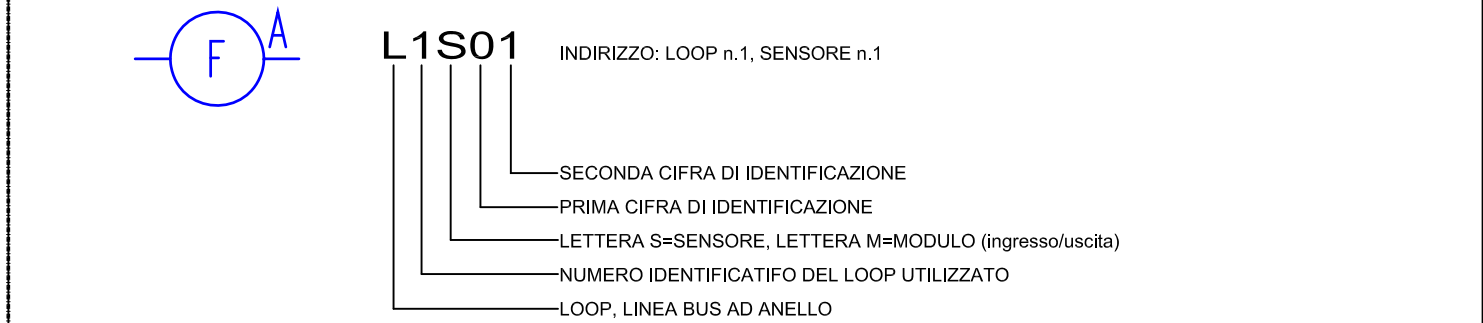 F A L1S01 INDIRIZZO: LOOP n.1, SENSORE n.1
SECONDA CIFRA DI IDENTIFICAZIONE
PRIMA CIFRA DI IDENTIFICAZIONE
LETTERA S=SENSORE, LETTERA M=MODULO (ingresso/uscita)
NUMERO IDENTIFICATIFO DEL LOOP UTILIZZATO
LOOP, LINEA BUS AD ANELLO